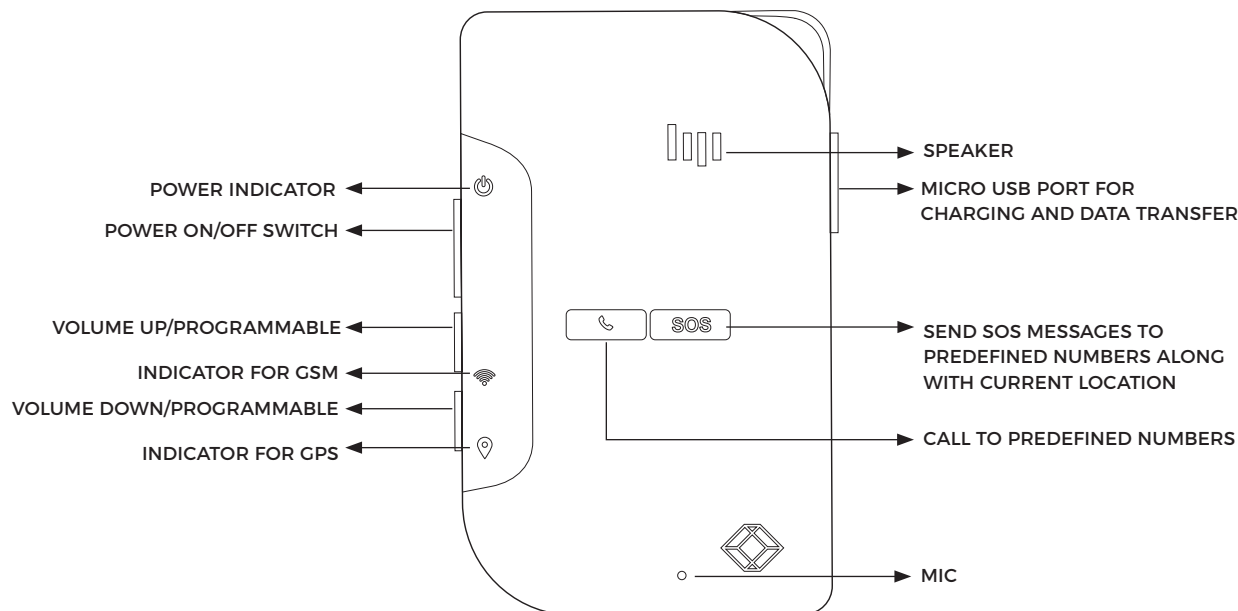 POWER INDICATOR
POWER ON/OFF SWITCH
VOLUME UP/PROGRAMMABLE
INDICATOR FOR GSM
VOLUME DOWN/PROGRAMMABLE
INDICATOR FOR GPS
SOS
SPEAKER
MICRO USB PORT FOR
CHARGING AND DATA TRANSFER
SEND SOS MESSAGES TO
PREDEFINED NUMBERS ALONG
WITH CURRENT LOCATION
CALL TO PREDEFINED NUMBERS
MIC